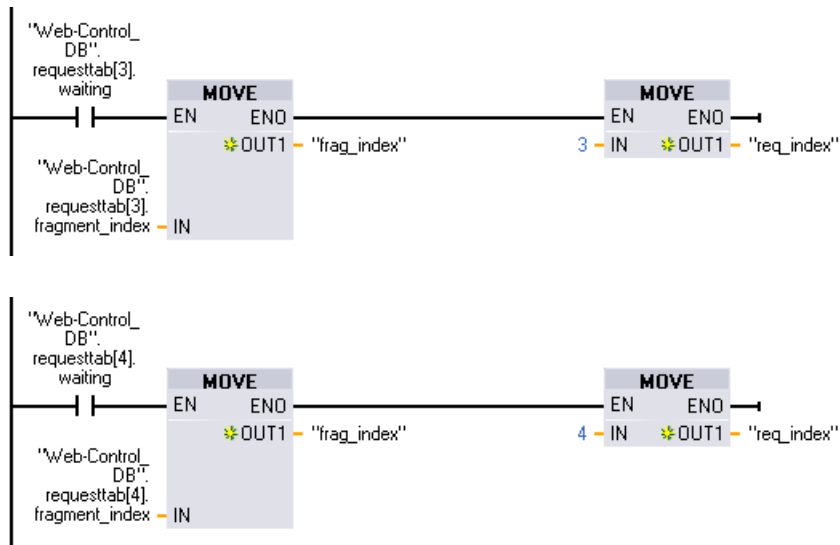 "Web-Control_
DB".
requesttab[3].
waiting
MOVE
EN ENO
OUT1 "frag_index"
"Web-Control_
DB".
requesttab[3].
fragment_index IN
MOVE
EN ENO
3 IN OUT1 "req_index"
"Web-Control_
DB".
requesttab[4].
waiting
MOVE
EN ENO
OUT1 "frag_index"
"Web-Control_
DB".
requesttab[4].
fragment_index IN
MOVE
EN ENO
4 IN OUT1 "req_index"